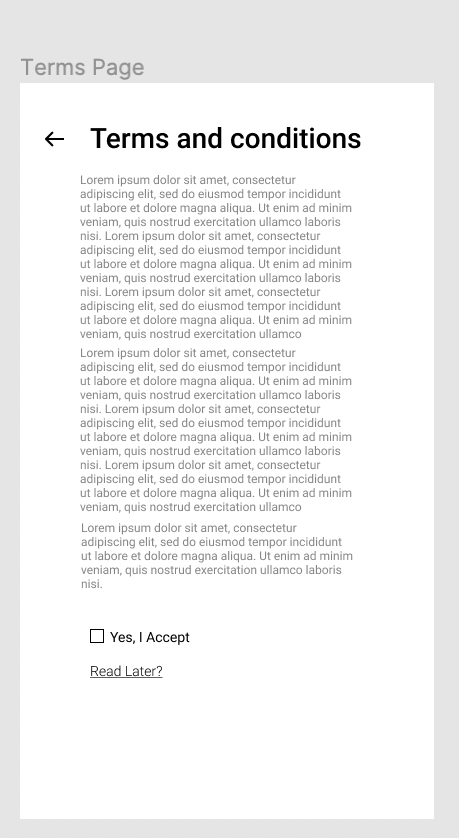 Terms Page
Terms and conditions
Lorem ipsum dolor sit amet, consectetur
adipiscing elit, sed do eiusmod tempor incididunt
ut labore et dolore magna aliqua. Ut enim ad minim
veniam, quis nostrud exercitation ullamco laboris
nisi. Lorem ipsum dolor sit amet, consectetur
adipiscing elit, sed do eiusmod tempor incididunt
ut labore et dolore magna aliqua. Ut enim ad minim
veniam, quis nostrud exercitation ullamco laboris
nisi. Lorem ipsum dolor sit amet, consectetur
adipiscing elit, sed do eiusmod tempor incididunt
ut labore et dolore magna aliqua. Ut enim ad minim
veniam, quis nostrud exercitation ullamco
Lorem ipsum dolor sit amet, consectetur
adipiscing elit, sed do eiusmod tempor incididunt
ut labore et dolore magna aliqua. Ut enim ad minim
veniam, quis nostrud exercitation ullamco laboris
nisi. Lorem ipsum dolor sit amet, consectetur
adipiscing elit, sed do eiusmod tempor incididunt
ut labore et dolore magna aliqua. Ut enim ad minim
veniam, quis nostrud exercitation ullamco laboris
nisi. Lorem ipsum dolor sit amet, consectetur
adipiscing elit, sed do eiusmod tempor incididunt
ut labore et dolore magna aliqua. Ut enim ad minim
veniam, quis nostrud exercitation ullamco
Lorem ipsum dolor sit amet, consectetur
adipiscing elit, sed do eiusmod tempor incididunt
ut labore et dolore magna aliqua. Ut enim ad minim
veniam, quis nostrud exercitation ullamco laboris
nisi.
Yes, I Accept
Read Later?